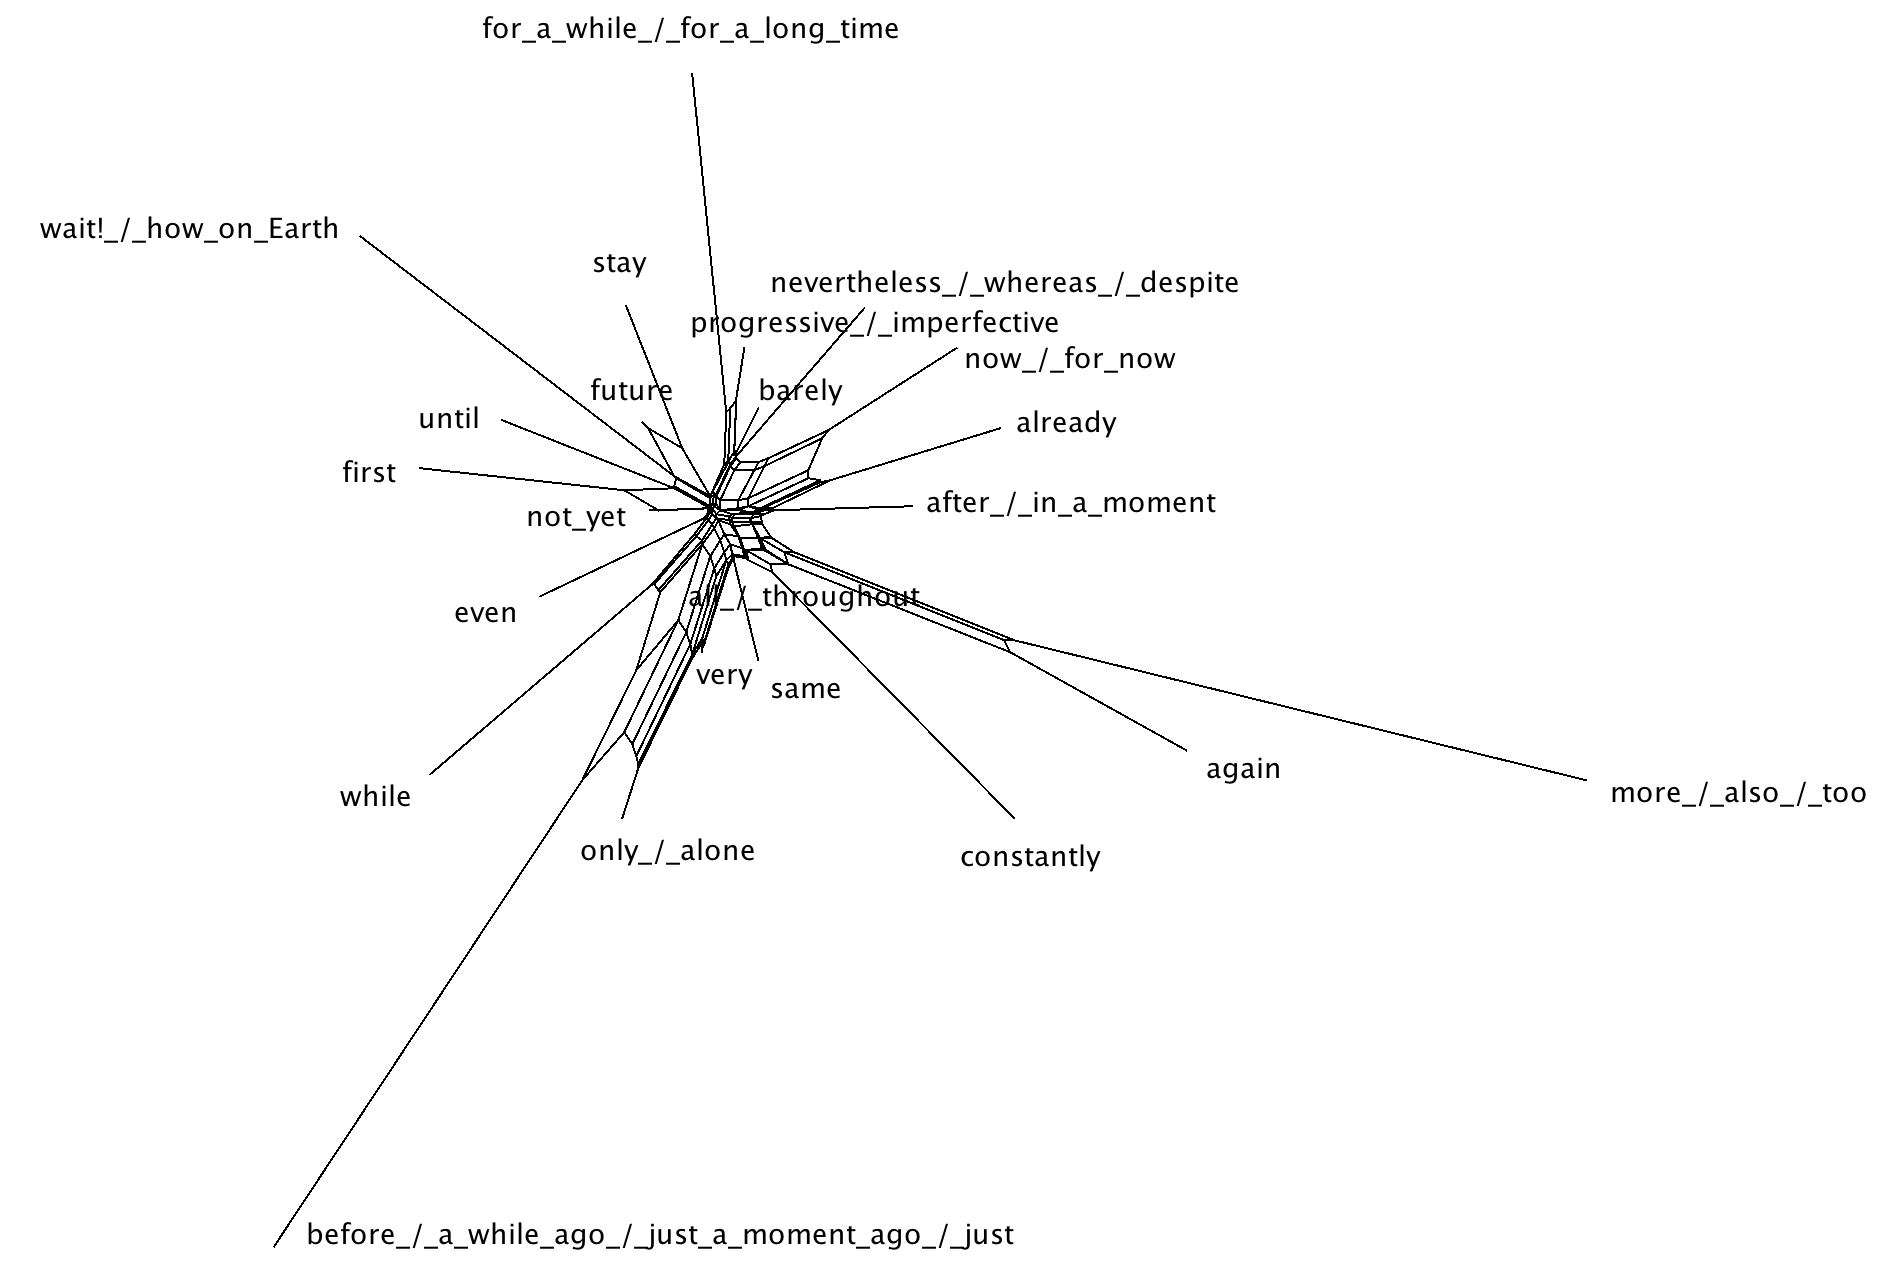 for_a_while_/_for_a_long_time
wait!_/_how_on_Earth
stay
nevertheless_/_whereas_/_despite
progressive_/_imperfective
now_/_for_now
future
barely
until
already
first
not_yet
after_/_in_a_moment
even
all_/_throughout
very
same
while
again
more_/_also_/_too
only_/_alone
constantly
before_/_a_while_ago_/_just_a_moment_ago_/_just